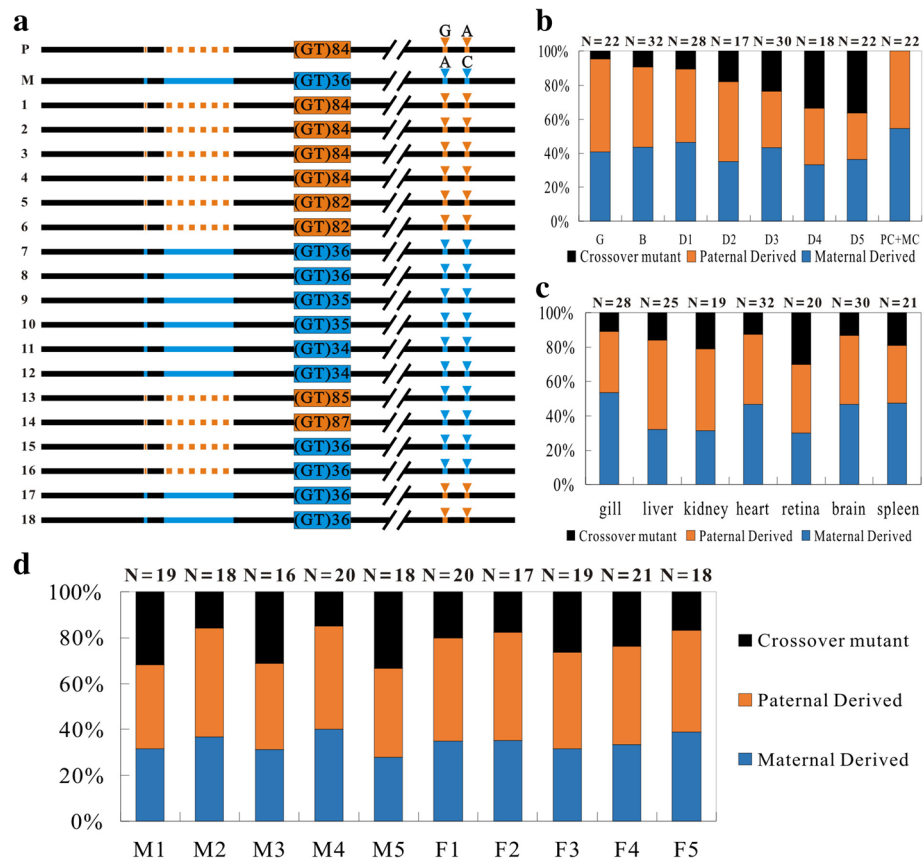 a
G A
P (GT)84
A C
M (GT)36
1 (GT)84
2 (GT)84
3 (GT)84
4 (GT)84
5 (GT)82
6 (GT)82
7 (GT)36
8 (GT)36
9 (GT)35
10 (GT)35
11 (GT)34
12 (GT)34
13 (GT)85
14 (GT)87
15 (GT)36
16 (GT)36
17 (GT)36
18 (GT)36
b
N=22 N=32 N=28 N=17 N=30 N=18 N=22 N=22
100%
80%
60%
40%
20%
0%
G B D1 D2 D3 D4 D5 PC+MC
Crossover mutant Paternal Derived Maternal Derived
c
N=28 N=25 N=19 N=32 N=20 N=30 N=21
100%
80%
60%
40%
20%
0%
gill liver kidney heart retina brain spleen
Crossover mutant Paternal Derived Maternal Derived
d
N=19 N=18 N=16 N=20 N=18 N=20 N=17 N=19 N=21 N=18
100%
80%
60%
40%
20%
0%
M1 M2 M3 M4 M5 F1 F2 F3 F4 F5
Crossover mutant
Paternal Derived
Maternal Derived